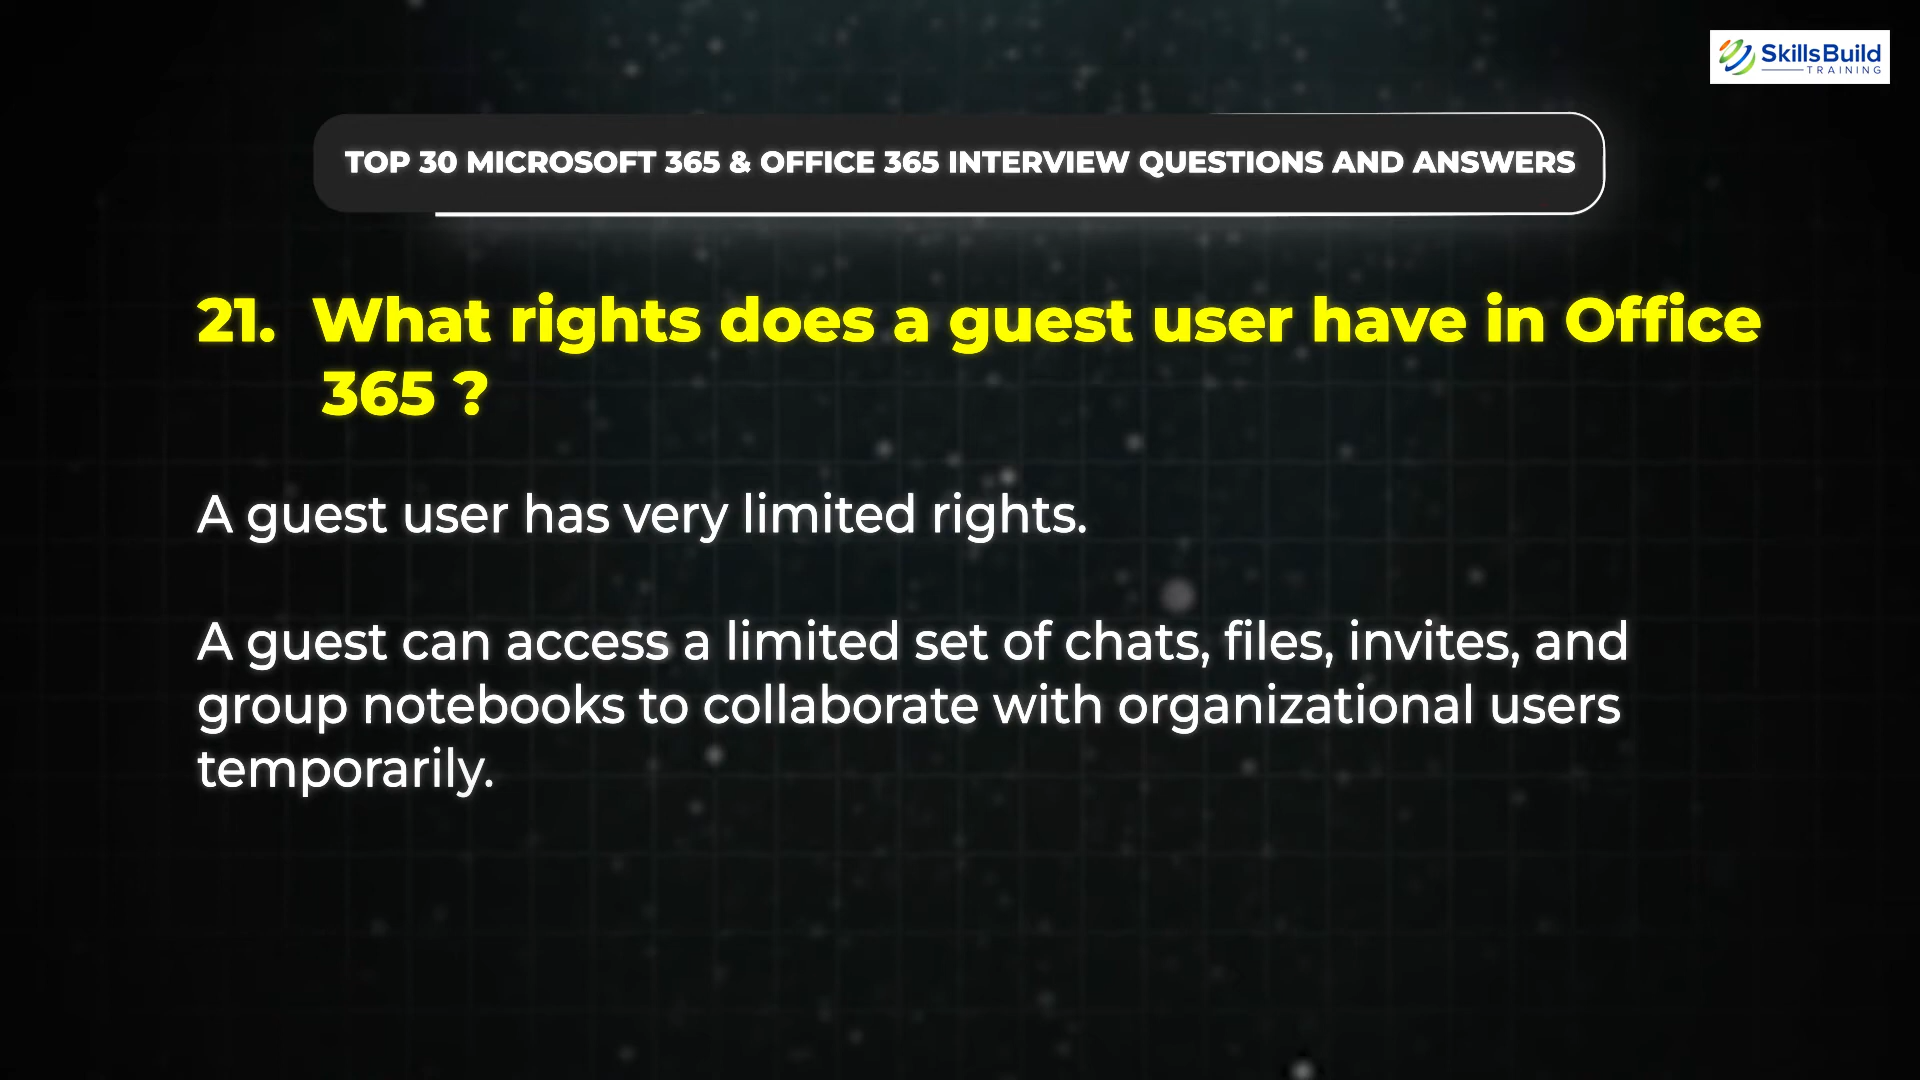 SkillsBuild
TRAINING
TOP 30 MICROSOFT 365 & OFFICE 365 INTERVIEW QUESTIONS AND ANSWERS
21. What rights does a guest user have in Office
365 ?
A guest user has very limited rights.
A guest can access a limited set of chats, files, invites, and
group notebooks to collaborate with organizational users
temporarily.